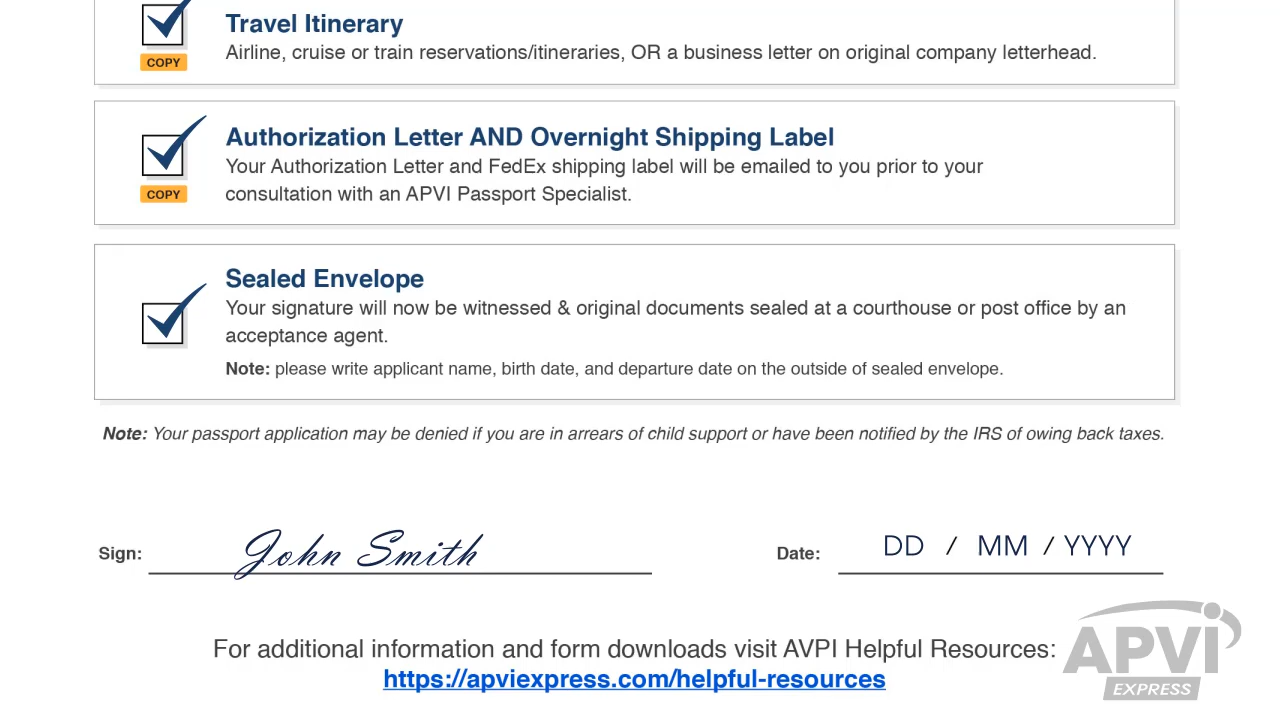 Travel Itinerary
COPY
Airline, cruise or train reservations/itineraries, OR a business letter on original company letterhead.
Authorization Letter AND Overnight Shipping Label
COPY
Your Authorization Letter and FedEx shipping label will be emailed to you prior to your
consultation with an APVI Passport Specialist.
Sealed Envelope
Your signature will now be witnessed & original documents sealed at a courthouse or post office by an
acceptance agent.
Note: please write applicant name, birth date, and departure date on the outside of sealed envelope.
Note: Your passport application may be denied if you are in arrears of child support or have been notified by the IRS of owing back taxes.
Sign: John Smith Date: DD / MM / YYYY
For additional information and form downloads visit AVPI Helpful Resources:
https://apviexpress.com/helpful-resources
APVI
EXPRESS